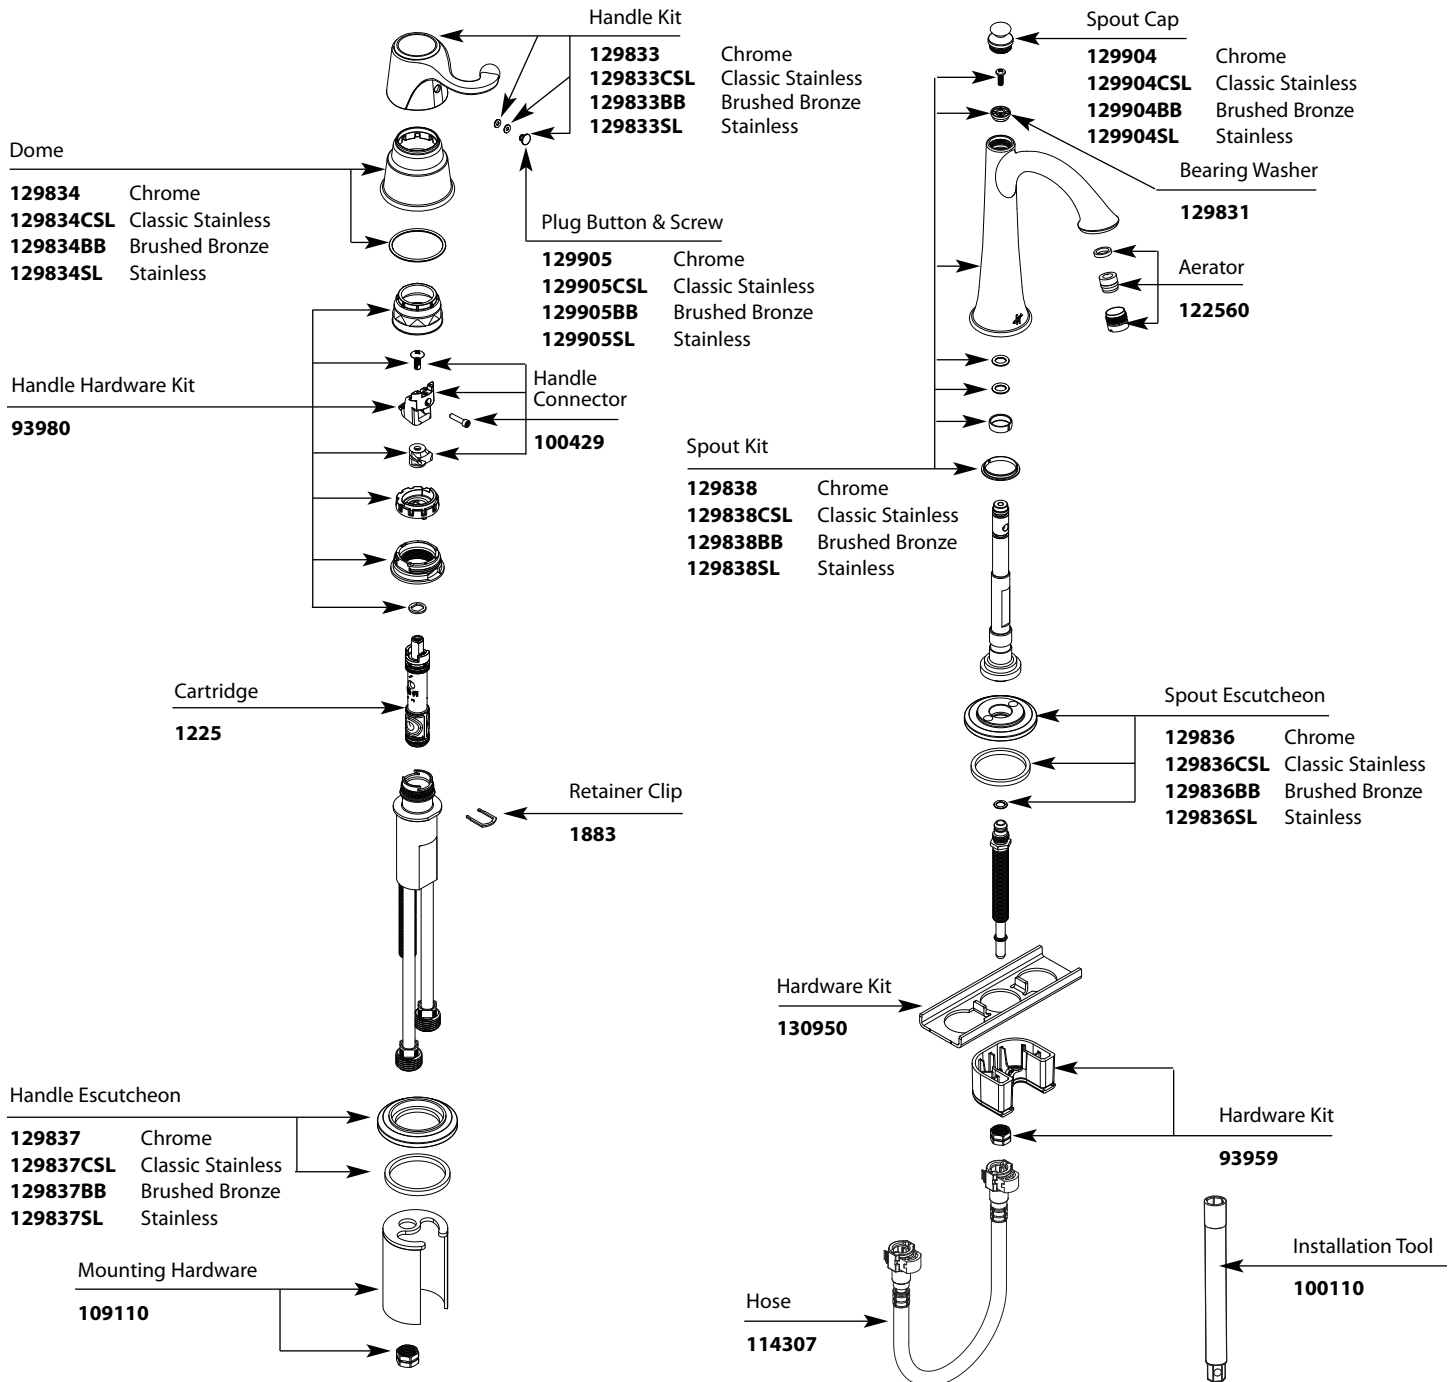 Handle Kit
129833 Chrome
129833CSL Classic Stainless
129833BB Brushed Bronze
129833SL Stainless
Spout Cap
129904 Chrome
129904CSL Classic Stainless
129904BB Brushed Bronze
129904SL Stainless
Dome
129834 Chrome
129834CSL Classic Stainless
129834BB Brushed Bronze
129834SL Stainless
Bearing Washer
129831
Plug Button & Screw
129905 Chrome
129905CSL Classic Stainless
129905BB Brushed Bronze
129905SL Stainless
Aerator
122560
Handle Hardware Kit
93980
Handle
Connector
100429
Spout Kit
129838 Chrome
129838CSL Classic Stainless
129838BB Brushed Bronze
129838SL Stainless
Cartridge
1225
Spout Escutcheon
129836 Chrome
129836CSL Classic Stainless
129836BB Brushed Bronze
129836SL Stainless
Retainer Clip
1883
Hardware Kit
130950
Handle Escutcheon
129837 Chrome
129837CSL Classic Stainless
129837BB Brushed Bronze
129837SL Stainless
Hardware Kit
93959
Mounting Hardware
109110
Installation Tool
100110
Hose
114307